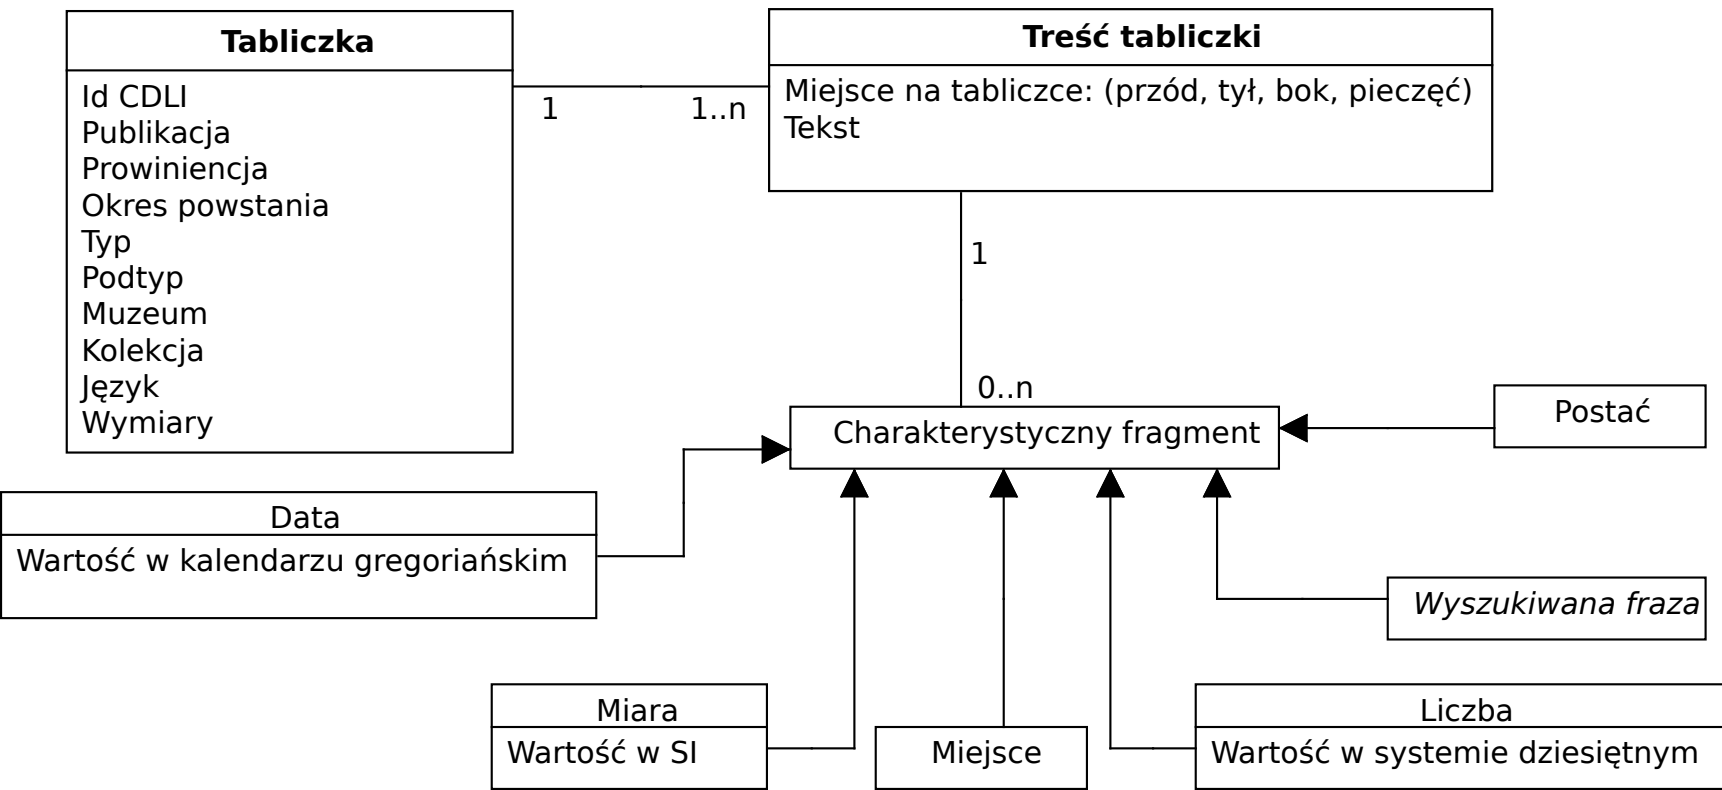 Tabliczka
Id CDLI
Publikacja
Prowiniencja
Okres powstania
Typ
Podtyp
Muzeum
Kolekcja
Język
Wymiary
1
1..n
Treść tabliczki
Miejsce na tabliczce: (przód, tył, bok, pieczęć)
Tekst
1
0..n
Charakterystyczny fragment
Postać
Data
Wartość w kalendarzu gregoriańskim
Wyszukiwana fraza
Miara
Wartość w SI
Miejsce
Liczba
Wartość w systemie dziesiętnym